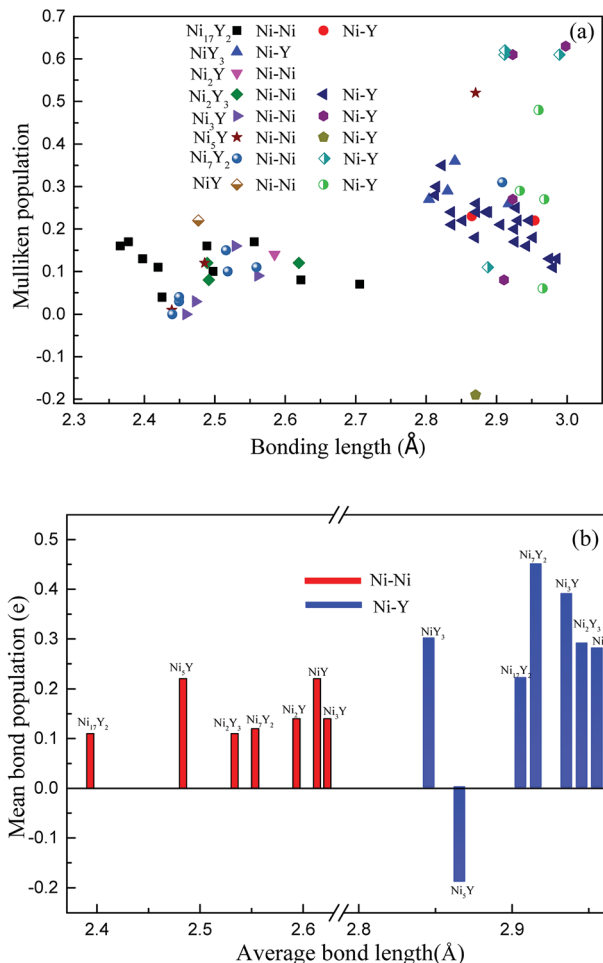 (a)
Ni17Y2 Ni-Ni Ni-Y
NiY3 Ni-Y
Ni2Y Ni-Ni
Ni2Y3 Ni-Ni Ni-Y
Ni3Y Ni-Ni Ni-Y
Ni5Y Ni-Ni Ni-Y
Ni7Y2 Ni-Ni Ni-Y
NiY Ni-Ni Ni-Y
Mulliken population
0.7
0.6
0.5
0.4
0.3
0.2
0.1
0.0
-0.1
-0.2
2.3 2.4 2.5 2.6 2.7 2.8 2.9 3.0
Bonding length (Å)
(b)
Ni-Ni
Ni-Y
Mean bond population (e)
0.5
0.4
0.3
0.2
0.1
0.0
-0.1
-0.2
Ni17Y2
Ni5Y
Ni2Y3
Ni7Y2
Ni2Y
NiY
Ni3Y
NiY3
Ni5Y
Ni17Y2
Ni7Y2
Ni3Y
Ni2Y3
Ni
2.4 2.5 2.6 2.8 2.9
Average bond length(Å)